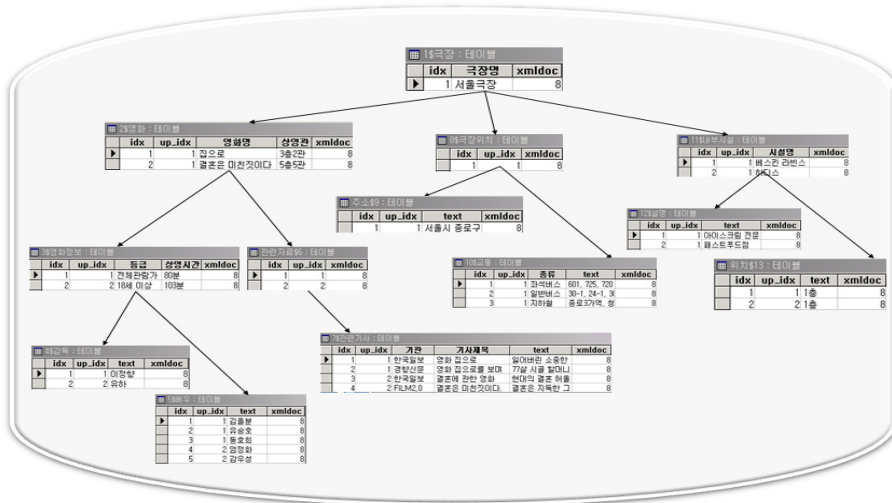 1$극장 : 테이블
idx 극장명 xmldoc
1 서울극장 8
2$영화 : 테이블
idx up_idx 영화명 상영관 xmldoc
1 1 집으로 3층2관 8
2 1 결혼은 미친짓이다 5층5관 8
8$극장위치 : 테이블
idx up_idx xmldoc
1 1 8
11$내부시설 : 테이블
idx up_idx 시설명 xmldoc
1 1 베스킨 라빈스 8
2 1 하디스 8
주소$9 : 테이블
idx up_idx text xmldoc
1 1 서울시 종로구 8
12$설명 : 테이블
idx up_idx text xmldoc
1 1 아이스크림 전문 8
2 1 패스트푸드점 8
3$영화정보 : 테이블
idx up_idx 등급 상영시간 xmldoc
1 1 전체관람가 80분 8
2 2 18세 이상 103분 8
관련자료$6 : 테이블
idx up_idx xmldoc
1 1 8
2 2 8
10$교통 : 테이블
idx up_idx 종류 text xmldoc
1 1 좌석버스 601, 725, 720 8
2 1 일반버스 30-1, 24-1, 8
3 1 지하철 종로3가역, 8
위치$13 : 테이블
idx up_idx text xmldoc
1 1 1층 8
2 2 1층 8
7$관련기사 : 테이블
idx up_idx 기관 기사제목 text xmldoc
1 1 한국일보 영화 집으로 잃어버린 소중한 8
2 1 경향신문 영화 집으로를 보며 77살 시골 할머니 8
3 2 한국일보 결혼에 관한 영화 현대의 결혼 허울 8
4 2 FILM2,0 결혼은 미친짓이다. 결혼은 지독한 그 8
4$감독 : 테이블
idx up_idx text xmldoc
1 1 이정향 8
2 2 유하 8
5$배우 : 테이블
idx up_idx text xmldoc
1 1 김을분 8
2 1 유승호 8
3 1 동효희 8
4 2 엄정화 8
5 2 감우성 8